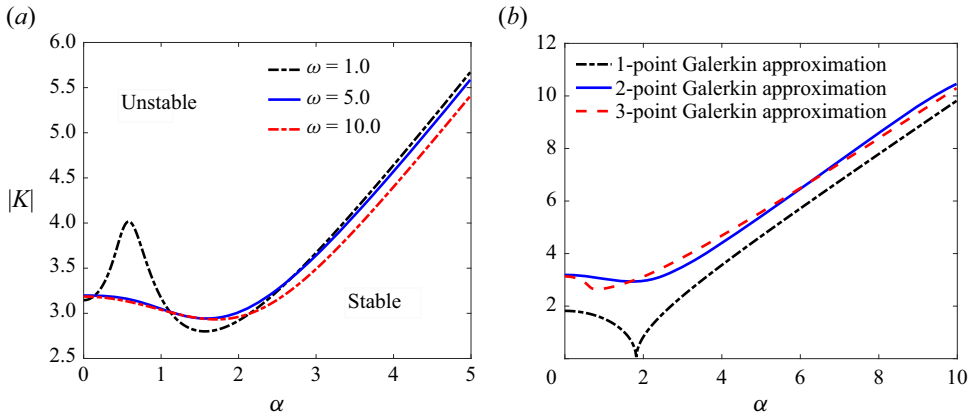 (a)
6.0
5.5
5.0
4.5
4.0
3.5
3.0
2.5
|K|
Unstable
ω = 1.0
ω = 5.0
ω = 10.0
Stable
0 1 2 3 4 5
α
(b)
12
10
8
6
4
2
1-point Galerkin approximation
2-point Galerkin approximation
3-point Galerkin approximation
0 2 4 6 8 10
α